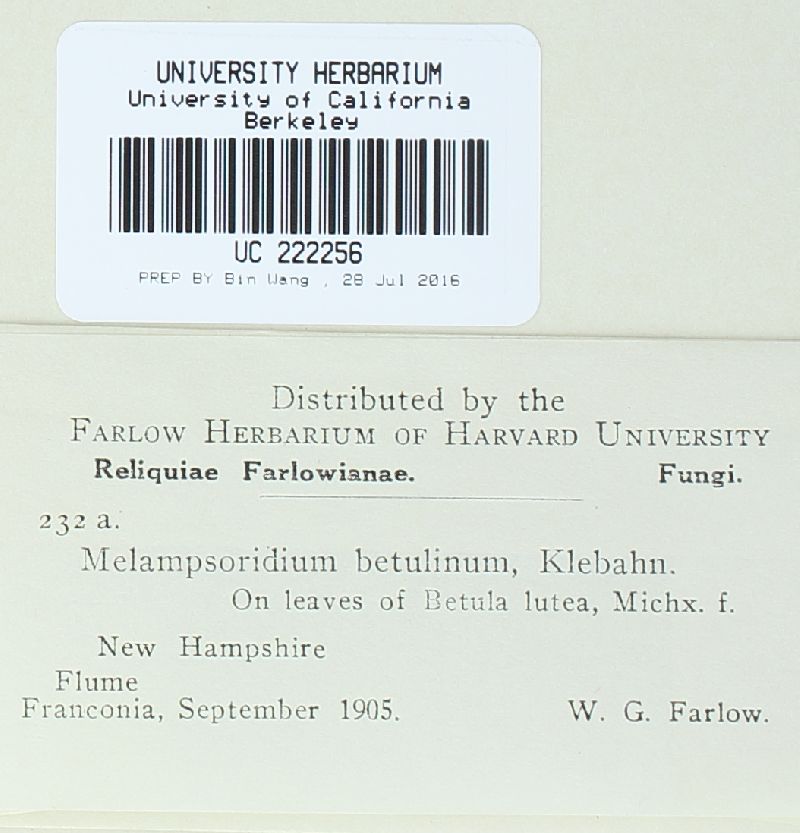 UNIVERSITY HERBARIUM
University of California
Berkeley
UC 222256
PREP BY Bin Wang , 28 Jul 2016
Distributed by the
FARLOW HERBARIUM OF HARVARD UNIVERSITY
Reliquiae Farlowianae. Fungi.
232 a.
Melampsoridium betulinum, Klebahn.
On leaves of Betula lutea, Michx. f.
New Hampshire
Flume
Franconia, September 1905. W. G. Farlow.